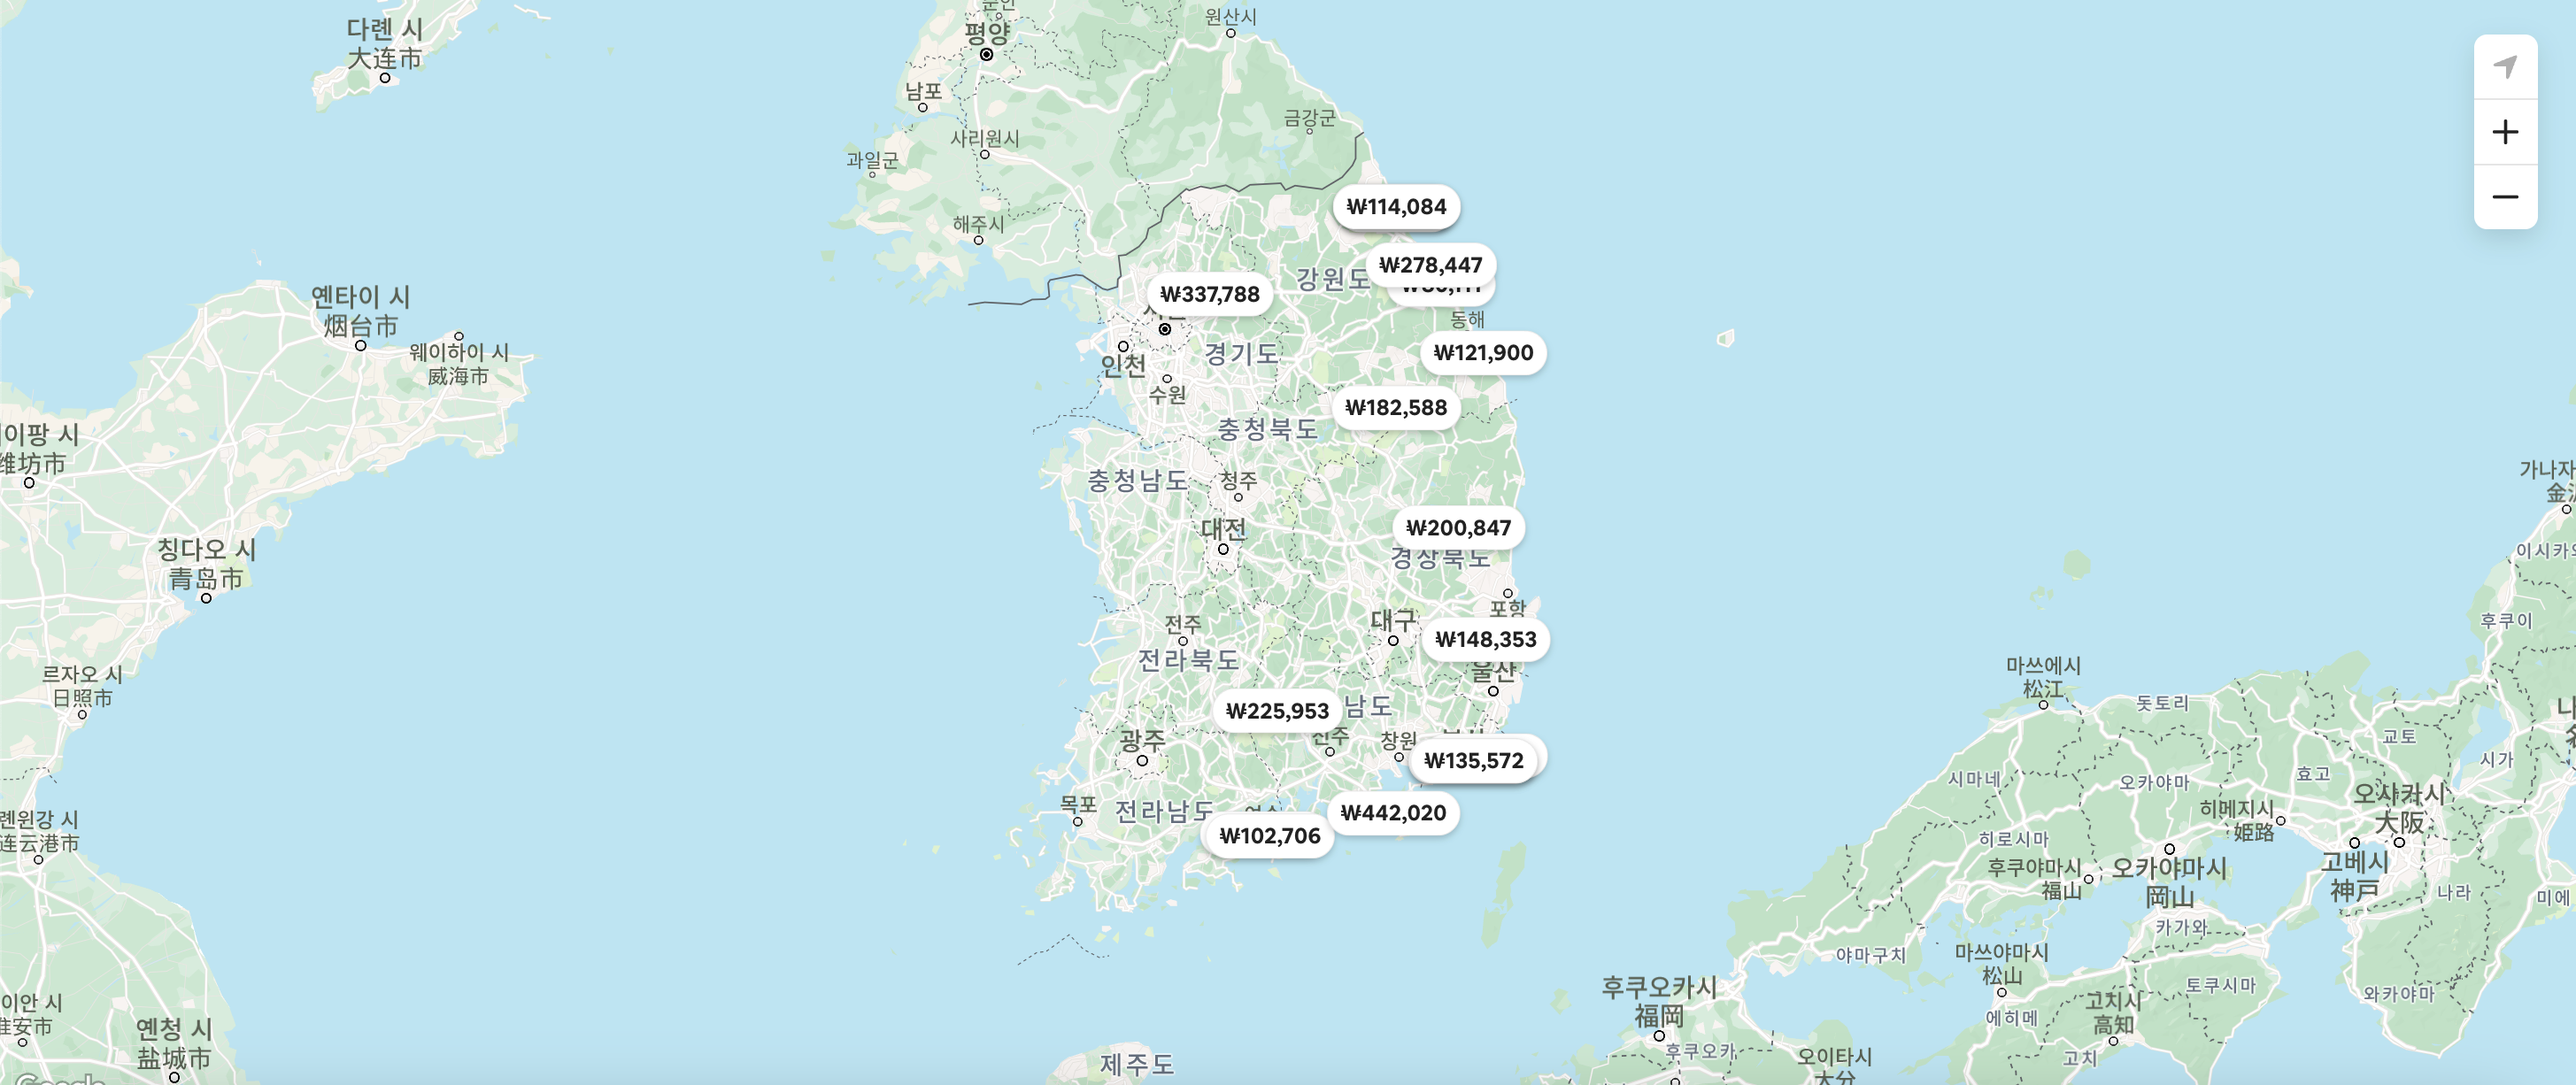 순안
다롄 시
大连市
평양
원산시
남포
금강군
사리원시
과일군
₩114,084
해주시
₩278,447
강원도
₩337,788
옌타이 시
烟台市
동해
웨이하이 시
威海市
₩121,900
경기도
인천
수원
₩182,588
충청북도
이팡 시
潍坊市
충청남도
청주
가나자
金
₩200,847
대전
칭다오 시
青岛市
경상북도
이시카와
포항
전주
대구
후쿠이
₩148,353
전라북도
울산
마쓰에시
松江
르자오 시
日照市
돗토리
₩225,953
남도
교토
진주
창원
광주
₩135,572
시가
시마네
오카야마
효고
오사카시
大阪
목포
전라남도
₩442,020
히메지시
姫路
롄윈강 시
连云港市
₩102,706
히로시마
후쿠야마시
福山
오카야마시
岡山
고베시
神戸
나라
미에
카가와
야마구치
마쓰야마시
松山
후쿠오카시
福岡
토쿠시마
와카야마
이안 시
淮安市
고치시
高知
에히메
옌청 시
盐城市
제주도
후쿠오카
오이타시
大分
고치
Google